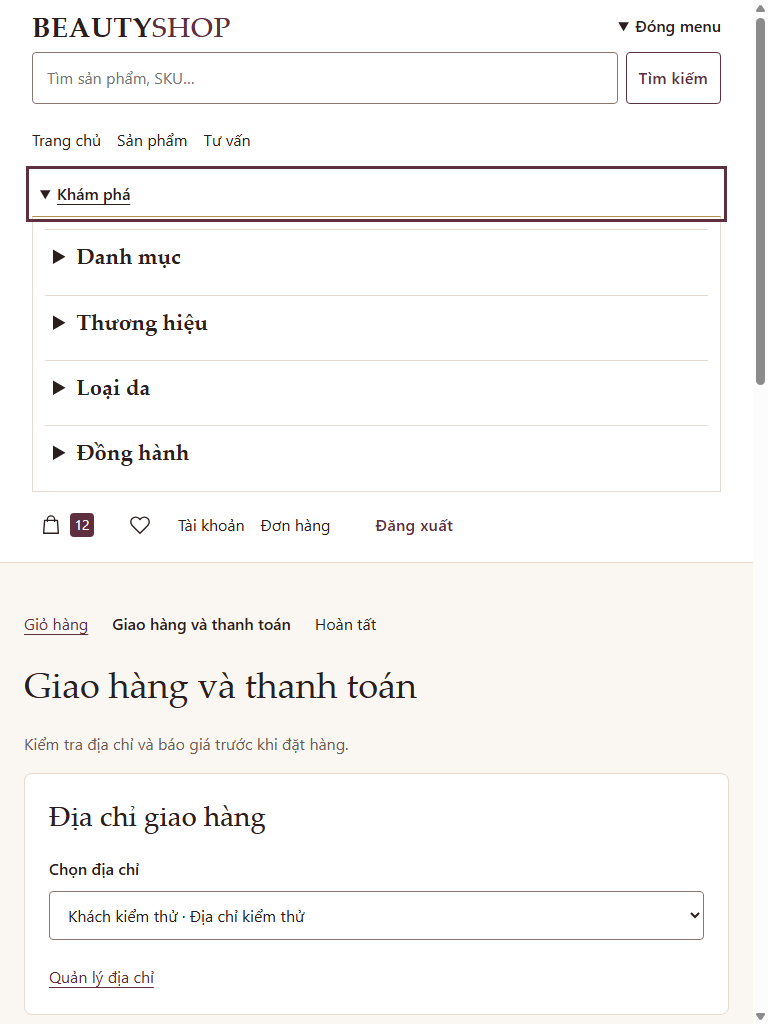 BEAUTYSHOP
Đóng menu
Tìm sản phẩm, SKU...
Tìm kiếm
Trang chủ Sản phẩm Tư vấn
Khám phá
Danh mục
Thương hiệu
Loại da
Đồng hành
12 Tài khoản Đơn hàng Đăng xuất
Giỏ hàng Giao hàng và thanh toán Hoàn tất
Giao hàng và thanh toán
Kiểm tra địa chỉ và báo giá trước khi đặt hàng.
Địa chỉ giao hàng
Chọn địa chỉ
Khách kiểm thử · Địa chỉ kiểm thử
Quản lý địa chỉ